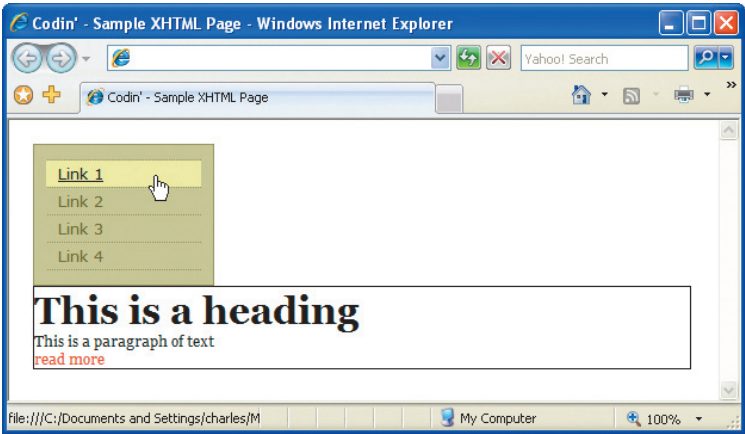 Codin' - Sample XHTML Page - Windows Internet Explorer
Yahoo! Search
Codin' - Sample XHTML Page
Link 1
Link 2
Link 3
Link 4
This is a heading
This is a paragraph of text
read more
file:///C:/Documents and Settings/charles/M
My Computer
100%